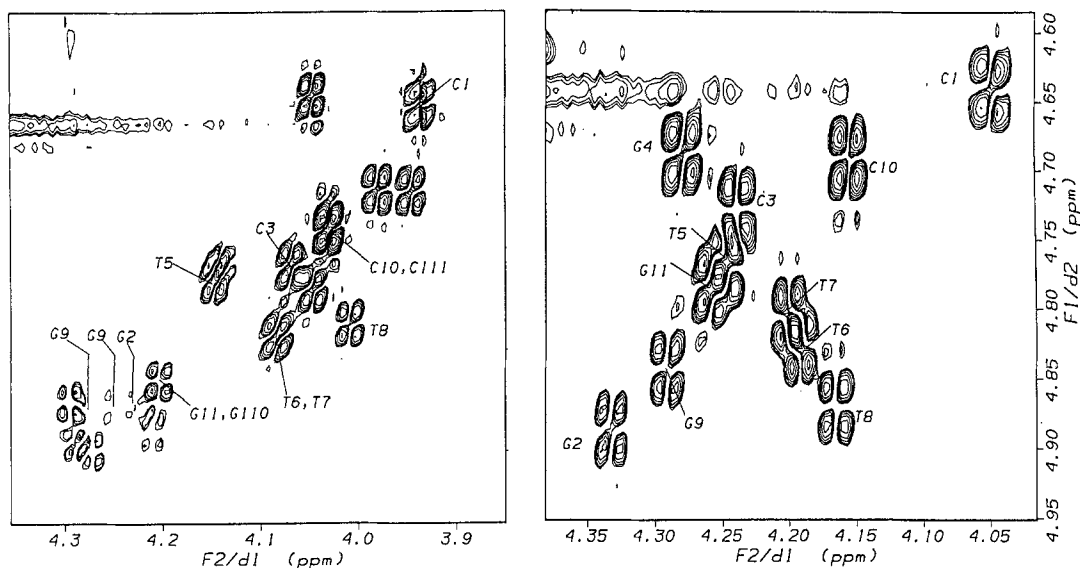 C1
C3
T5
C10,C111
T8
G9
G9
G2
G11,G110
T6,T7
4.3
4.2
4.1
4.0
3.9
F2/d1 (ppm)
C1
G4
C10
C3
T5
G11
T7
T6
G9
T8
G2
4.35
4.30
4.25
4.20
4.15
4.10
4.05
F2/d1 (ppm)
4.60
4.65
4.70
4.75
4.80
4.85
4.90
4.95
F1/d2 (ppm)